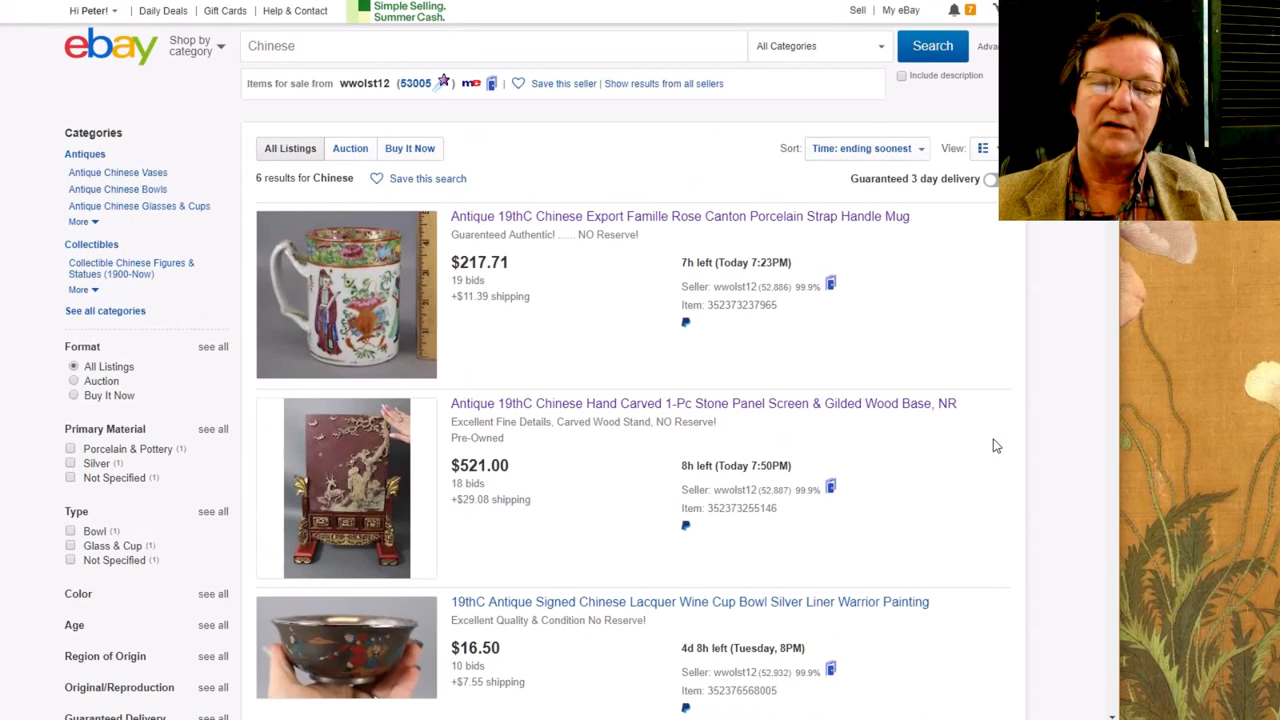 Hi Peter!
Daily Deals
Gift Cards
Help & Contact
Simple Selling.
Summer Cash.
Sell
My eBay
7
ebay
Shop by
category
Chinese
All Categories
Search
Items for sale from wwolst12 (53005 ) me
Save this seller | Show results from all sellers
Include description
Categories
Antiques
Antique Chinese Vases
Antique Chinese Bowls
Antique Chinese Glasses & Cups
More
Collectibles
Collectible Chinese Figures &
Statues (1900-Now)
More
See all categories
Format see all
All Listings
Auction
Buy It Now
Primary Material see all
Porcelain & Pottery (1)
Silver (1)
Not Specified (1)
Type see all
Bowl (1)
Glass & Cup (1)
Not Specified (1)
Color see all
Age see all
Region of Origin see all
Original/Reproduction see all
Guaranteed Delivery see all
All Listings Auction Buy It Now
Sort: Time: ending soonest View:
6 results for Chinese Save this search
Guaranteed 3 day delivery
Antique 19thC Chinese Export Famille Rose Canton Porcelain Strap Handle Mug
Guarenteed Authentic! ...... NO Reserve!
$217.71
19 bids
+$11.39 shipping
7h left (Today 7:23PM)
Seller: wwolst12 (52,886) 99.9%
Item: 352373237965
Antique 19thC Chinese Hand Carved 1-Pc Stone Panel Screen & Gilded Wood Base, NR
Excellent Fine Details, Carved Wood Stand, NO Reserve!
Pre-Owned
$521.00
18 bids
+$29.08 shipping
8h left (Today 7:50PM)
Seller: wwolst12 (52,887) 99.9%
Item: 352373255146
19thC Antique Signed Chinese Lacquer Wine Cup Bowl Silver Liner Warrior Painting
Excellent Quality & Condition No Reserve!
$16.50
10 bids
+$7.55 shipping
4d 8h left (Tuesday, 8PM)
Seller: wwolst12 (52,932) 99.9%
Item: 352376568005